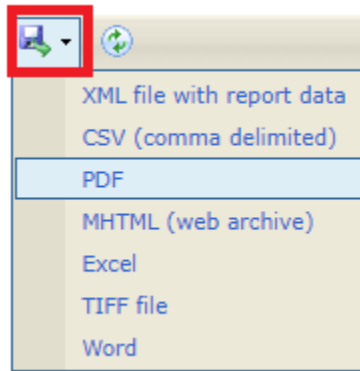 XML file with report data
CSV (comma delimited)
PDF
MHTML (web archive)
Excel
TIFF file
Word